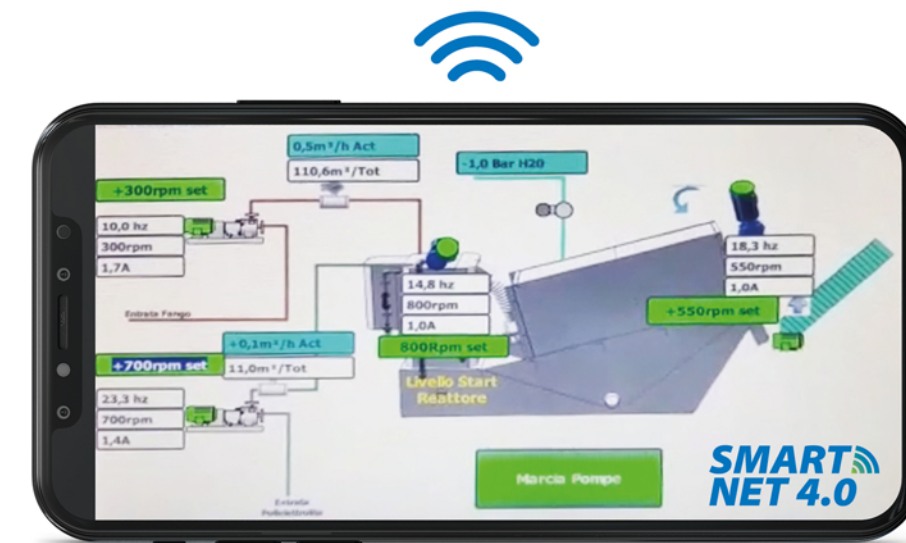 0,5m³/h Act
110,6m³/Tot
-1,0 Bar H20
+300rpm set
10,0 hz
300rpm
1,7A
Entrata Fango
14,8 hz
800rpm
1,0A
800Rpm set
18,3 hz
550rpm
1,0A
+550rpm set
+0,1m³/h Act
11,0m³/Tot
+700rpm set
23,3 hz
700rpm
1,4A
Livello Start
Reattore
Marcia Pompe
Entrata
Polielettrolita
SMART
NET 4.0